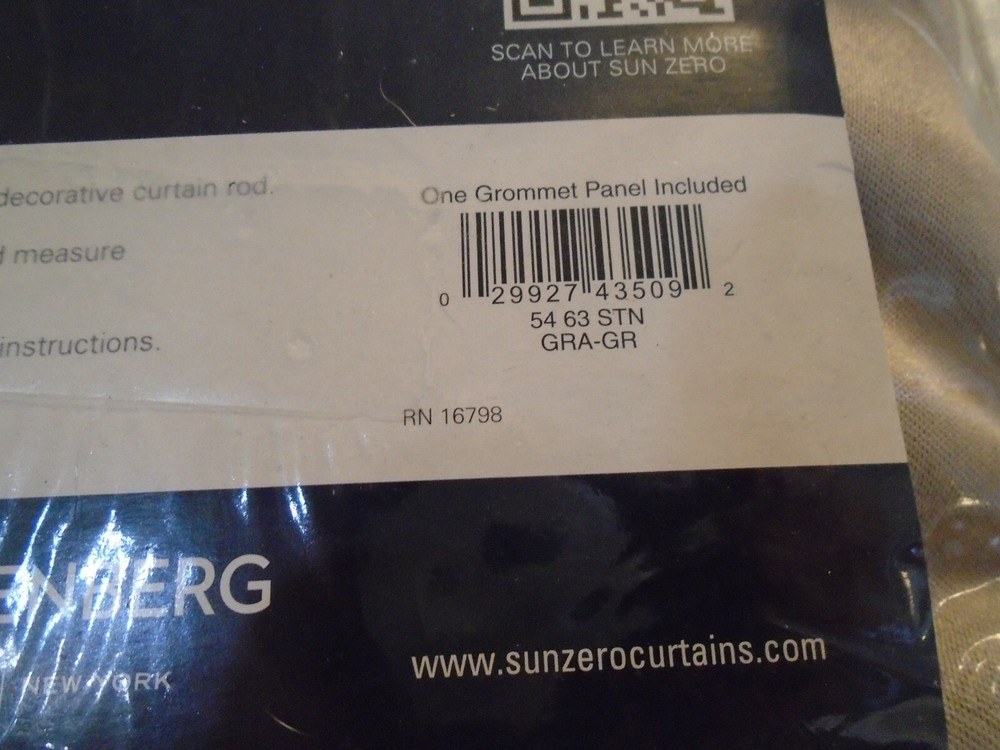 SCAN TO LEARN MORE
ABOUT SUN ZERO
decorative curtain rod.
measure
instructions.
One Grommet Panel Included
0 29927 43509 2
54 63 STN
GRA-GR
RN 16798
ENBERG
NEW YORK
www.sunzerocurtains.com